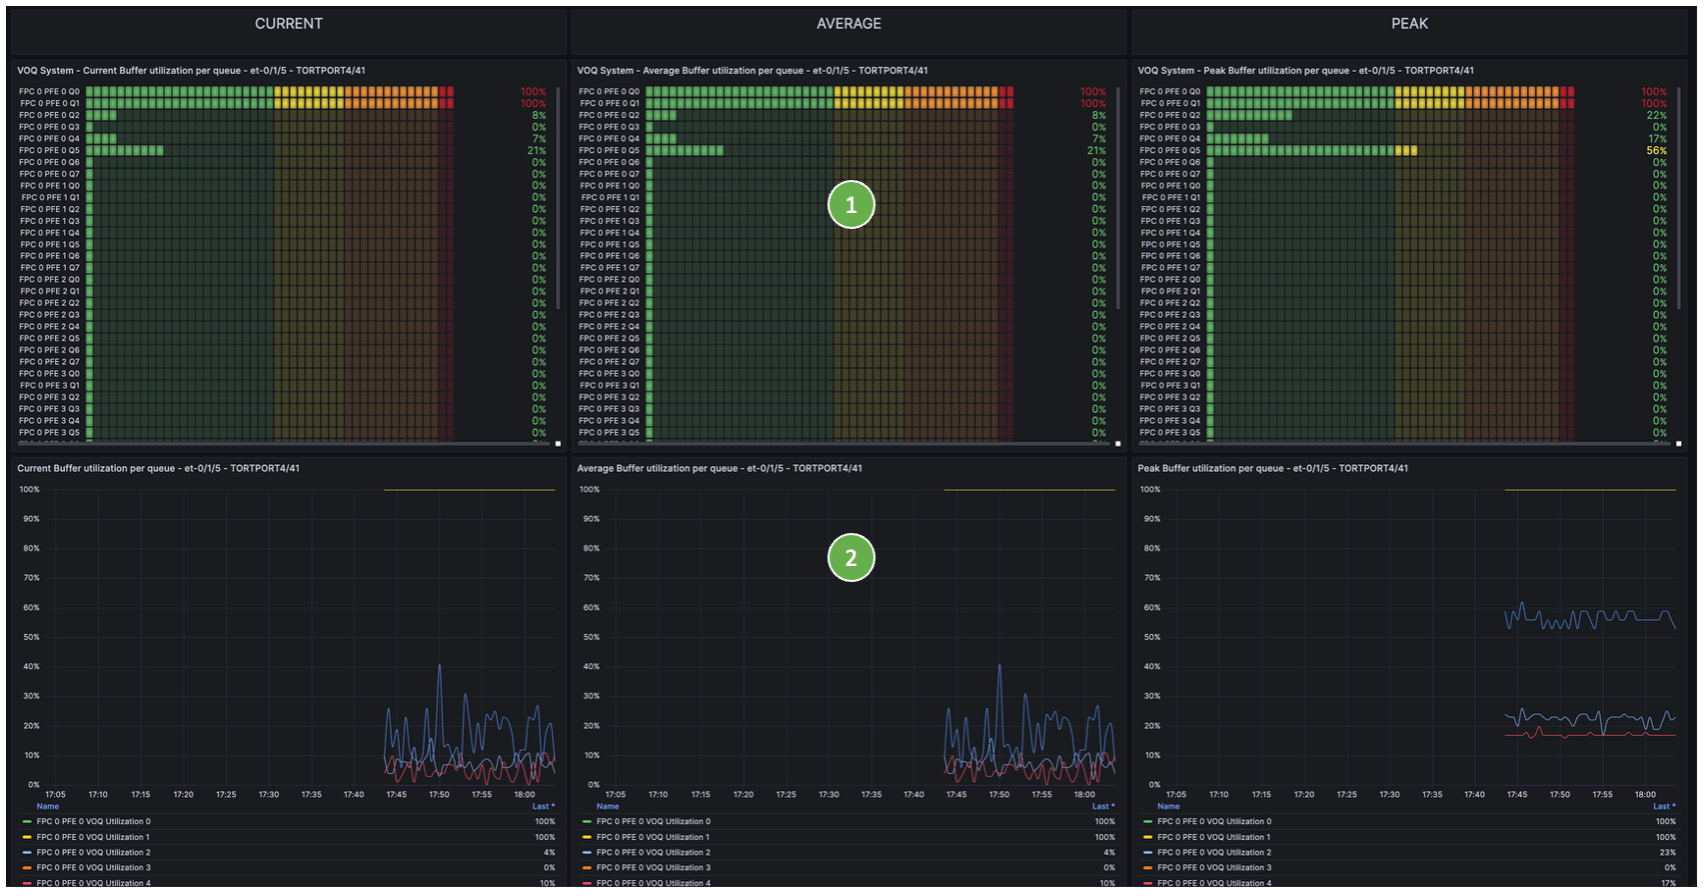 CURRENT
AVERAGE
PEAK
VOQ System - Current Buffer utilization per queue - et-0/1/5 - TORTPORT4/41
FPC 0 PFE 0 Q0 100%
FPC 0 PFE 0 Q1 100%
FPC 0 PFE 0 Q2 8%
FPC 0 PFE 0 Q3 0%
FPC 0 PFE 0 Q4 7%
FPC 0 PFE 0 Q5 21%
FPC 0 PFE 0 Q6 0%
FPC 0 PFE 0 Q7 0%
FPC 0 PFE 1 Q0 0%
FPC 0 PFE 1 Q1 0%
FPC 0 PFE 1 Q2 0%
FPC 0 PFE 1 Q3 0%
FPC 0 PFE 1 Q4 0%
FPC 0 PFE 1 Q5 0%
FPC 0 PFE 1 Q6 0%
FPC 0 PFE 1 Q7 0%
FPC 0 PFE 2 Q0 0%
FPC 0 PFE 2 Q1 0%
FPC 0 PFE 2 Q2 0%
FPC 0 PFE 2 Q3 0%
FPC 0 PFE 2 Q4 0%
FPC 0 PFE 2 Q5 0%
FPC 0 PFE 2 Q6 0%
FPC 0 PFE 2 Q7 0%
FPC 0 PFE 3 Q0 0%
FPC 0 PFE 3 Q1 0%
FPC 0 PFE 3 Q2 0%
FPC 0 PFE 3 Q3 0%
FPC 0 PFE 3 Q4 0%
FPC 0 PFE 3 Q5 0%
VOQ System - Average Buffer utilization per queue - et-0/1/5 - TORTPORT4/41
FPC 0 PFE 0 Q0 100%
FPC 0 PFE 0 Q1 100%
FPC 0 PFE 0 Q2 8%
FPC 0 PFE 0 Q3 0%
FPC 0 PFE 0 Q4 7%
FPC 0 PFE 0 Q5 21%
FPC 0 PFE 0 Q6 0%
FPC 0 PFE 0 Q7 0%
FPC 0 PFE 1 Q0 0%
FPC 0 PFE 1 Q1 0%
FPC 0 PFE 1 Q2 0%
FPC 0 PFE 1 Q3 0%
FPC 0 PFE 1 Q4 0%
FPC 0 PFE 1 Q5 0%
FPC 0 PFE 1 Q6 0%
FPC 0 PFE 1 Q7 0%
FPC 0 PFE 2 Q0 0%
FPC 0 PFE 2 Q1 0%
FPC 0 PFE 2 Q2 0%
FPC 0 PFE 2 Q3 0%
FPC 0 PFE 2 Q4 0%
FPC 0 PFE 2 Q5 0%
FPC 0 PFE 2 Q6 0%
FPC 0 PFE 2 Q7 0%
FPC 0 PFE 3 Q0 0%
FPC 0 PFE 3 Q1 0%
FPC 0 PFE 3 Q2 0%
FPC 0 PFE 3 Q3 0%
FPC 0 PFE 3 Q4 0%
FPC 0 PFE 3 Q5 0%
1
VOQ System - Peak Buffer utilization per queue - et-0/1/5 - TORTPORT4/41
FPC 0 PFE 0 Q0 100%
FPC 0 PFE 0 Q1 100%
FPC 0 PFE 0 Q2 22%
FPC 0 PFE 0 Q3 0%
FPC 0 PFE 0 Q4 17%
FPC 0 PFE 0 Q5 56%
FPC 0 PFE 0 Q6 0%
FPC 0 PFE 0 Q7 0%
FPC 0 PFE 1 Q0 0%
FPC 0 PFE 1 Q1 0%
FPC 0 PFE 1 Q2 0%
FPC 0 PFE 1 Q3 0%
FPC 0 PFE 1 Q4 0%
FPC 0 PFE 1 Q5 0%
FPC 0 PFE 1 Q6 0%
FPC 0 PFE 1 Q7 0%
FPC 0 PFE 2 Q0 0%
FPC 0 PFE 2 Q1 0%
FPC 0 PFE 2 Q2 0%
FPC 0 PFE 2 Q3 0%
FPC 0 PFE 2 Q4 0%
FPC 0 PFE 2 Q5 0%
FPC 0 PFE 2 Q6 0%
FPC 0 PFE 2 Q7 0%
FPC 0 PFE 3 Q0 0%
FPC 0 PFE 3 Q1 0%
FPC 0 PFE 3 Q2 0%
FPC 0 PFE 3 Q3 0%
FPC 0 PFE 3 Q4 0%
FPC 0 PFE 3 Q5 0%
Current Buffer utilization per queue - et-0/1/5 - TORTPORT4/41
100%
90%
80%
70%
60%
50%
40%
30%
20%
10%
0%
17:05 17:10 17:15 17:20 17:25 17:30 17:35 17:40 17:45 17:50 17:55 18:00
Name Last *
FPC 0 PFE 0 VOQ Utilization 0 100%
FPC 0 PFE 0 VOQ Utilization 1 100%
FPC 0 PFE 0 VOQ Utilization 2 4%
FPC 0 PFE 0 VOQ Utilization 3 0%
FPC 0 PFE 0 VOQ Utilization 4 10%
Average Buffer utilization per queue - et-0/1/5 - TORTPORT4/41
100%
90%
80%
70%
60%
50%
40%
30%
20%
10%
0%
2
17:05 17:10 17:15 17:20 17:25 17:30 17:35 17:40 17:45 17:50 17:55 18:00
Name Last *
FPC 0 PFE 0 VOQ Utilization 0 100%
FPC 0 PFE 0 VOQ Utilization 1 100%
FPC 0 PFE 0 VOQ Utilization 2 4%
FPC 0 PFE 0 VOQ Utilization 3 0%
FPC 0 PFE 0 VOQ Utilization 4 10%
Peak Buffer utilization per queue - et-0/1/5 - TORTPORT4/41
100%
90%
80%
70%
60%
50%
40%
30%
20%
10%
0%
17:05 17:10 17:15 17:20 17:25 17:30 17:35 17:40 17:45 17:50 17:55 18:00
Name Last *
FPC 0 PFE 0 VOQ Utilization 0 100%
FPC 0 PFE 0 VOQ Utilization 1 100%
FPC 0 PFE 0 VOQ Utilization 2 23%
FPC 0 PFE 0 VOQ Utilization 3 0%
FPC 0 PFE 0 VOQ Utilization 4 17%